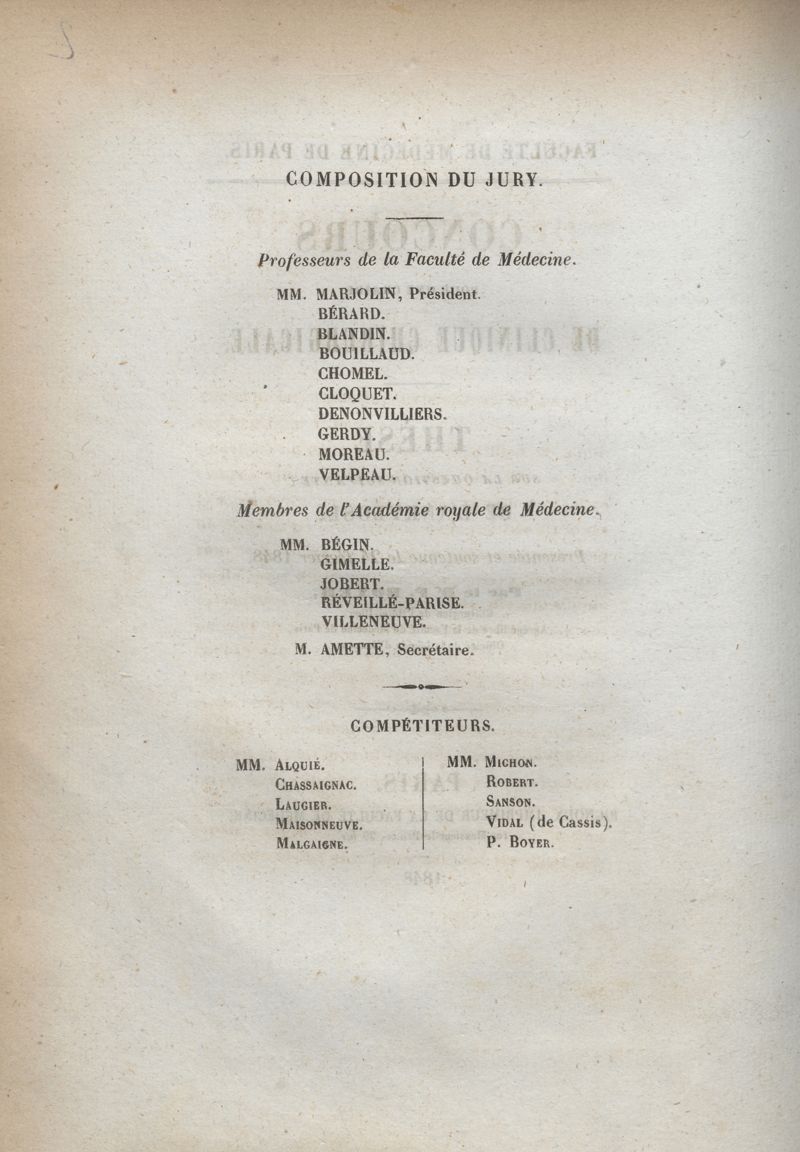 COMPOSITION DU JURY.
Professeurs de la Faculté de Médecine.
MM. MARJOLIN, Président.
BÉRARD.
BLANDIN.
BOUILLAUD.
CHOMEL.
CLOQUET.
DENONVILLIERS.
GERDY.
MOREAU.
VELPEAU.
Membres de l'Académie royale de Médecine.
MM. BÉGIN.
GIMELLE.
JOBERT.
RÉVEILLÉ-PARISE.
VILLENEUVE.
M. AMETTE, Secrétaire.
COMPÉTITEURS.
MM. ALQUIÉ.
CHASSAIGNAC.
LAUGIER.
MAISONNEUVE.
MALGAIGNE.
MM. MICHON.
ROBERT.
SANSON.
VIDAL (de Cassis).
P. BOYER.